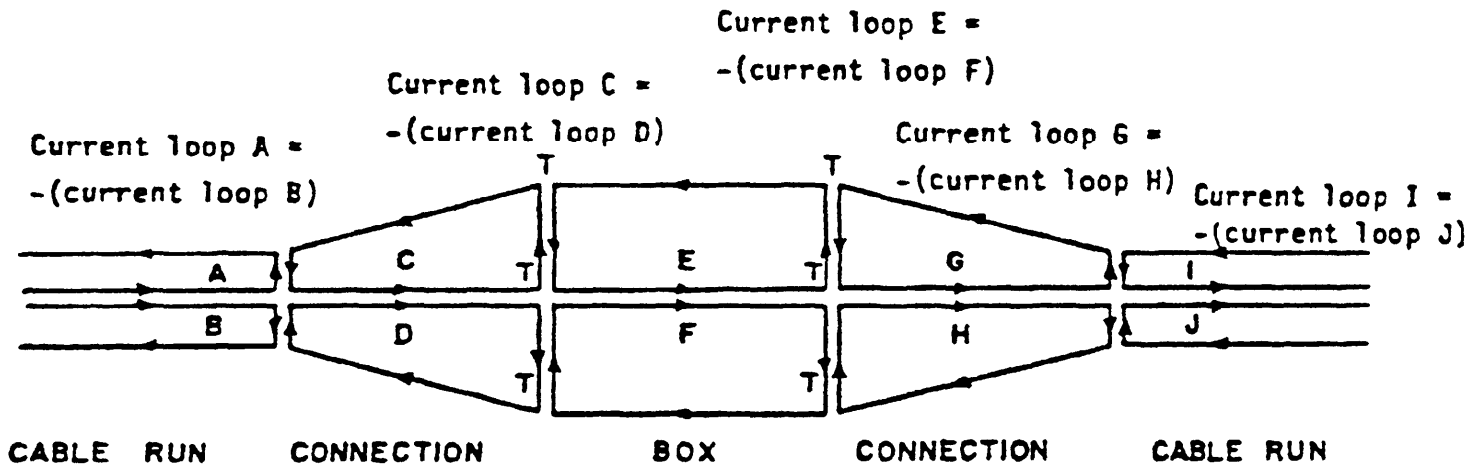 Current loop E =
-(current loop F)
Current loop C =
-(current loop D)
Current loop G =
-(current loop H)
Current loop A =
-(current loop B)
Current loop I =
-(current loop J)
T T
A C T E T G I
B D T F T H J
CABLE RUN CONNECTION BOX CONNECTION CABLE RUN